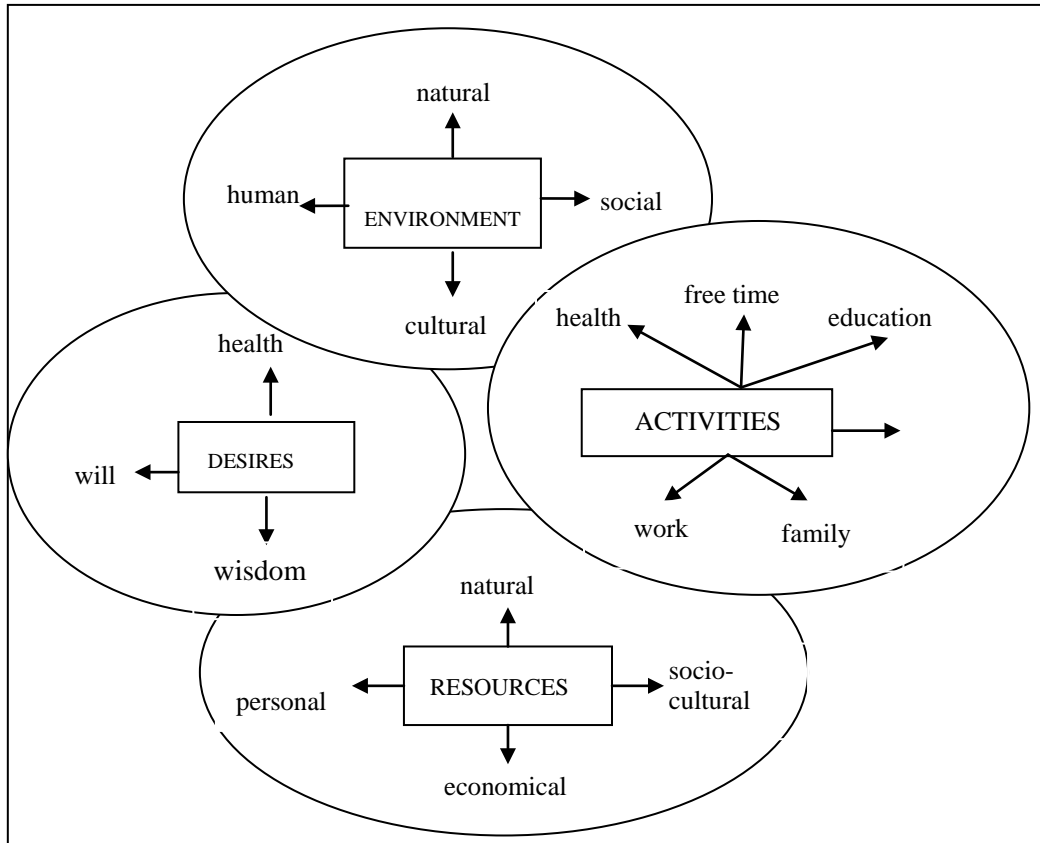 natural
human
ENVIRONMENT
social
cultural
free time
health
education
ACTIVITIES
work
family
health
DESIRES
will
wisdom
natural
personal
RESOURCES
socio-
cultural
economical